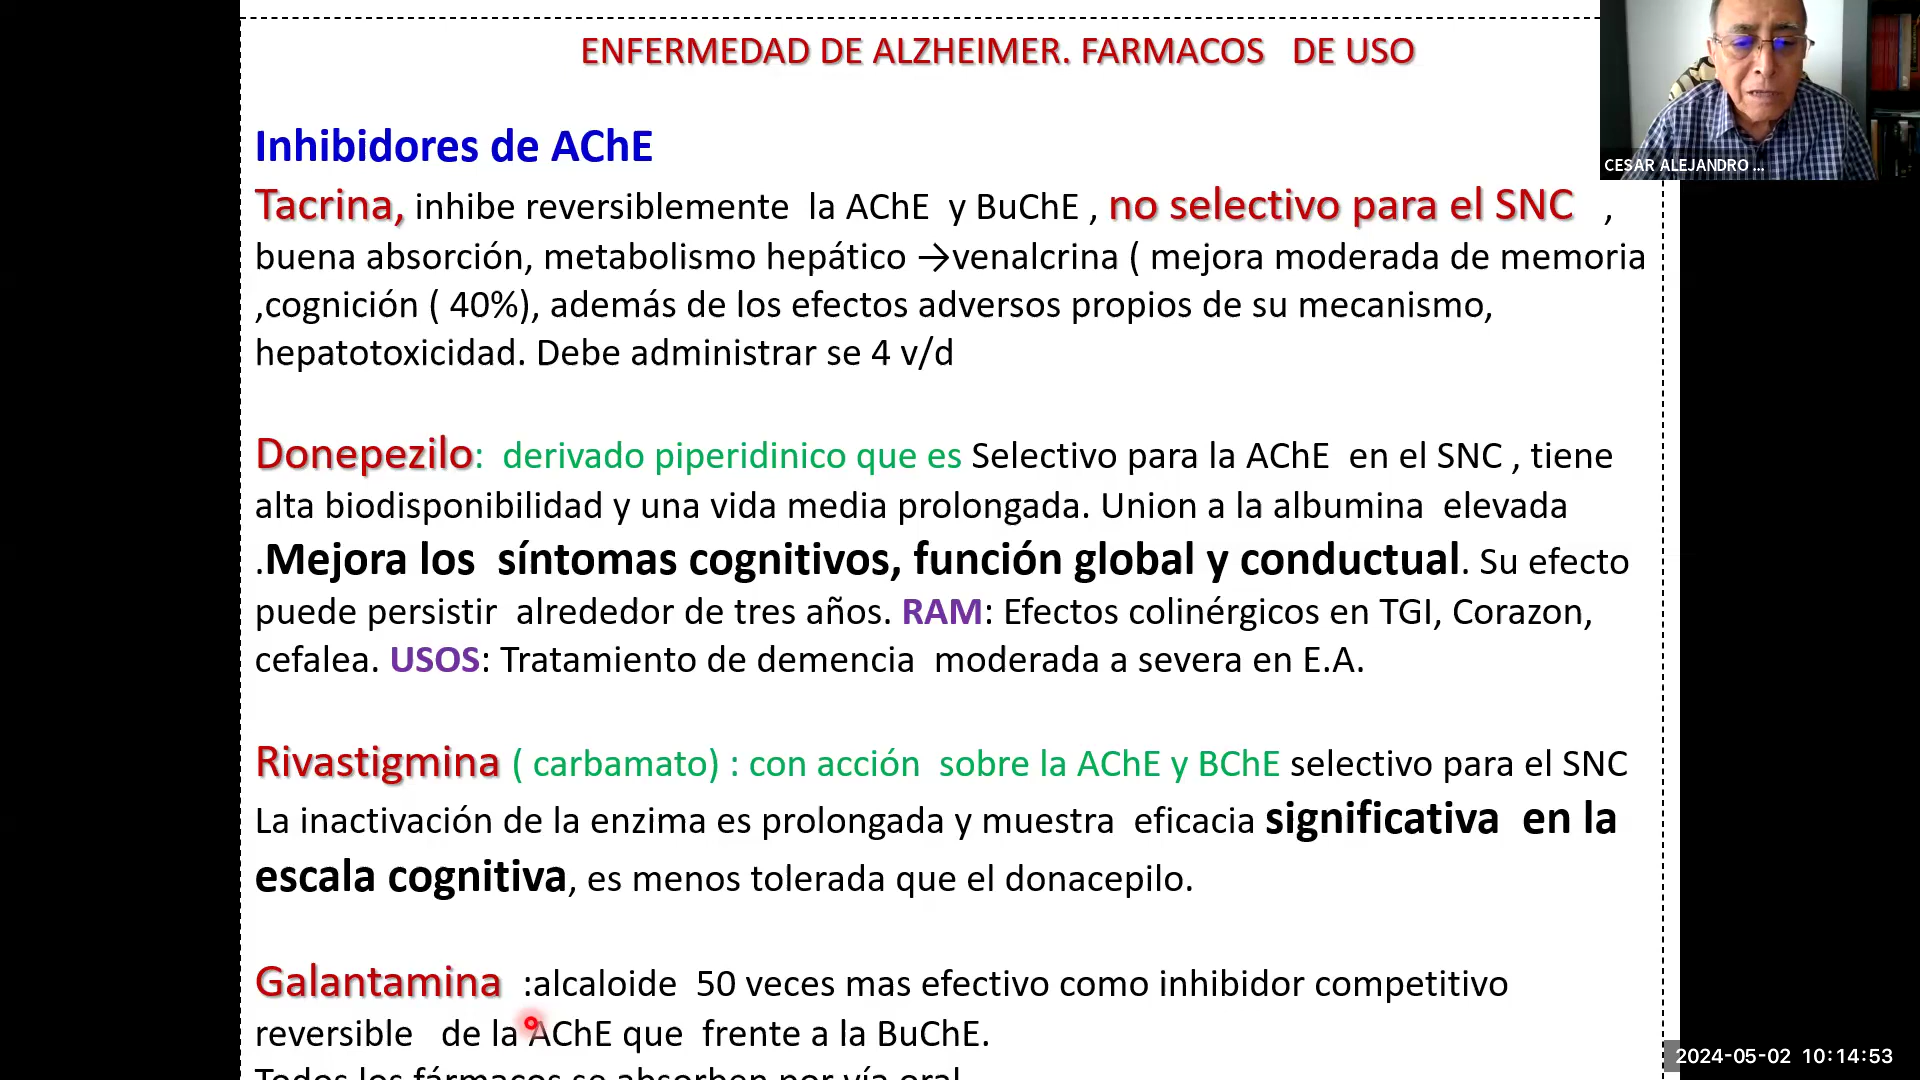 ENFERMEDAD DE ALZHEIMER. FARMACOS DE USO
CESAR ALEJANDRO ...
Inhibidores de AChE
Tacrina, inhibe reversiblemente la AChE y BuChE , no selectivo para el SNC ,
buena absorción, metabolismo hepático →venalcrina ( mejora moderada de memoria
,cognición ( 40%), además de los efectos adversos propios de su mecanismo,
hepatotoxicidad. Debe administrar se 4 v/d
Donepezilo: derivado piperidinico que es Selectivo para la AChE en el SNC , tiene
alta biodisponibilidad y una vida media prolongada. Union a la albumina elevada
.Mejora los síntomas cognitivos, función global y conductual. Su efecto
puede persistir alrededor de tres años. RAM: Efectos colinérgicos en TGI, Corazon,
cefalea. USOS: Tratamiento de demencia moderada a severa en E.A.
Rivastigmina ( carbamato) : con acción sobre la AChE y BChE selectivo para el SNC
La inactivación de la enzima es prolongada y muestra eficacia significativa en la
escala cognitiva, es menos tolerada que el donacepilo.
Galantamina :alcaloide 50 veces mas efectivo como inhibidor competitivo
reversible de la AChE que frente a la BuChE.
Todos los fármacos se absorben por vía oral
2024-05-02 10:14:53